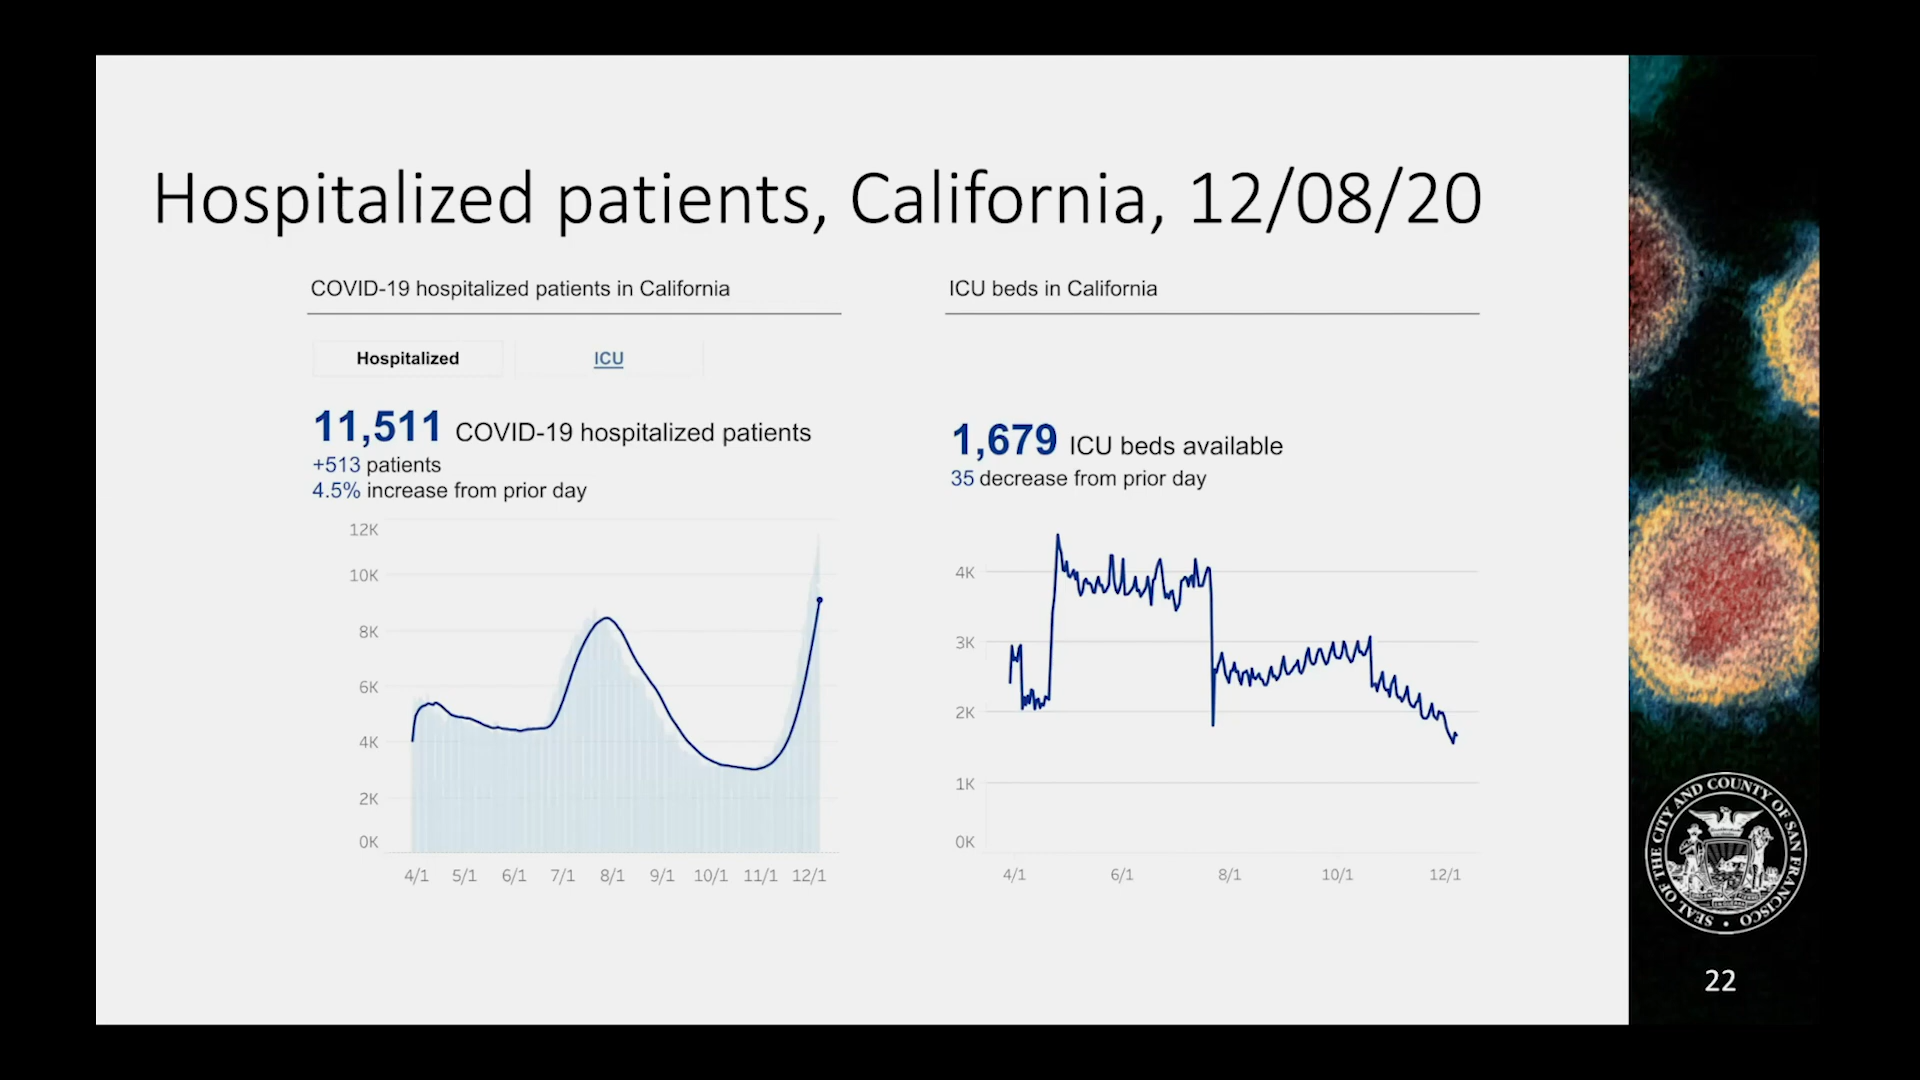 Hospitalized patients, California, 12/08/20
COVID-19 hospitalized patients in California
Hospitalized
ICU
11,511 COVID-19 hospitalized patients
+513 patients
4.5% increase from prior day
12K
10K
8K
6K
4K
2K
0K
4/1 5/1 6/1 7/1 8/1 9/1 10/1 11/1 12/1
ICU beds in California
1,679 ICU beds available
35 decrease from prior day
4K
3K
2K
1K
0K
4/1 6/1 8/1 10/1 12/1
SEAL OF THE CITY AND COUNTY OF SAN FRANCISCO
22